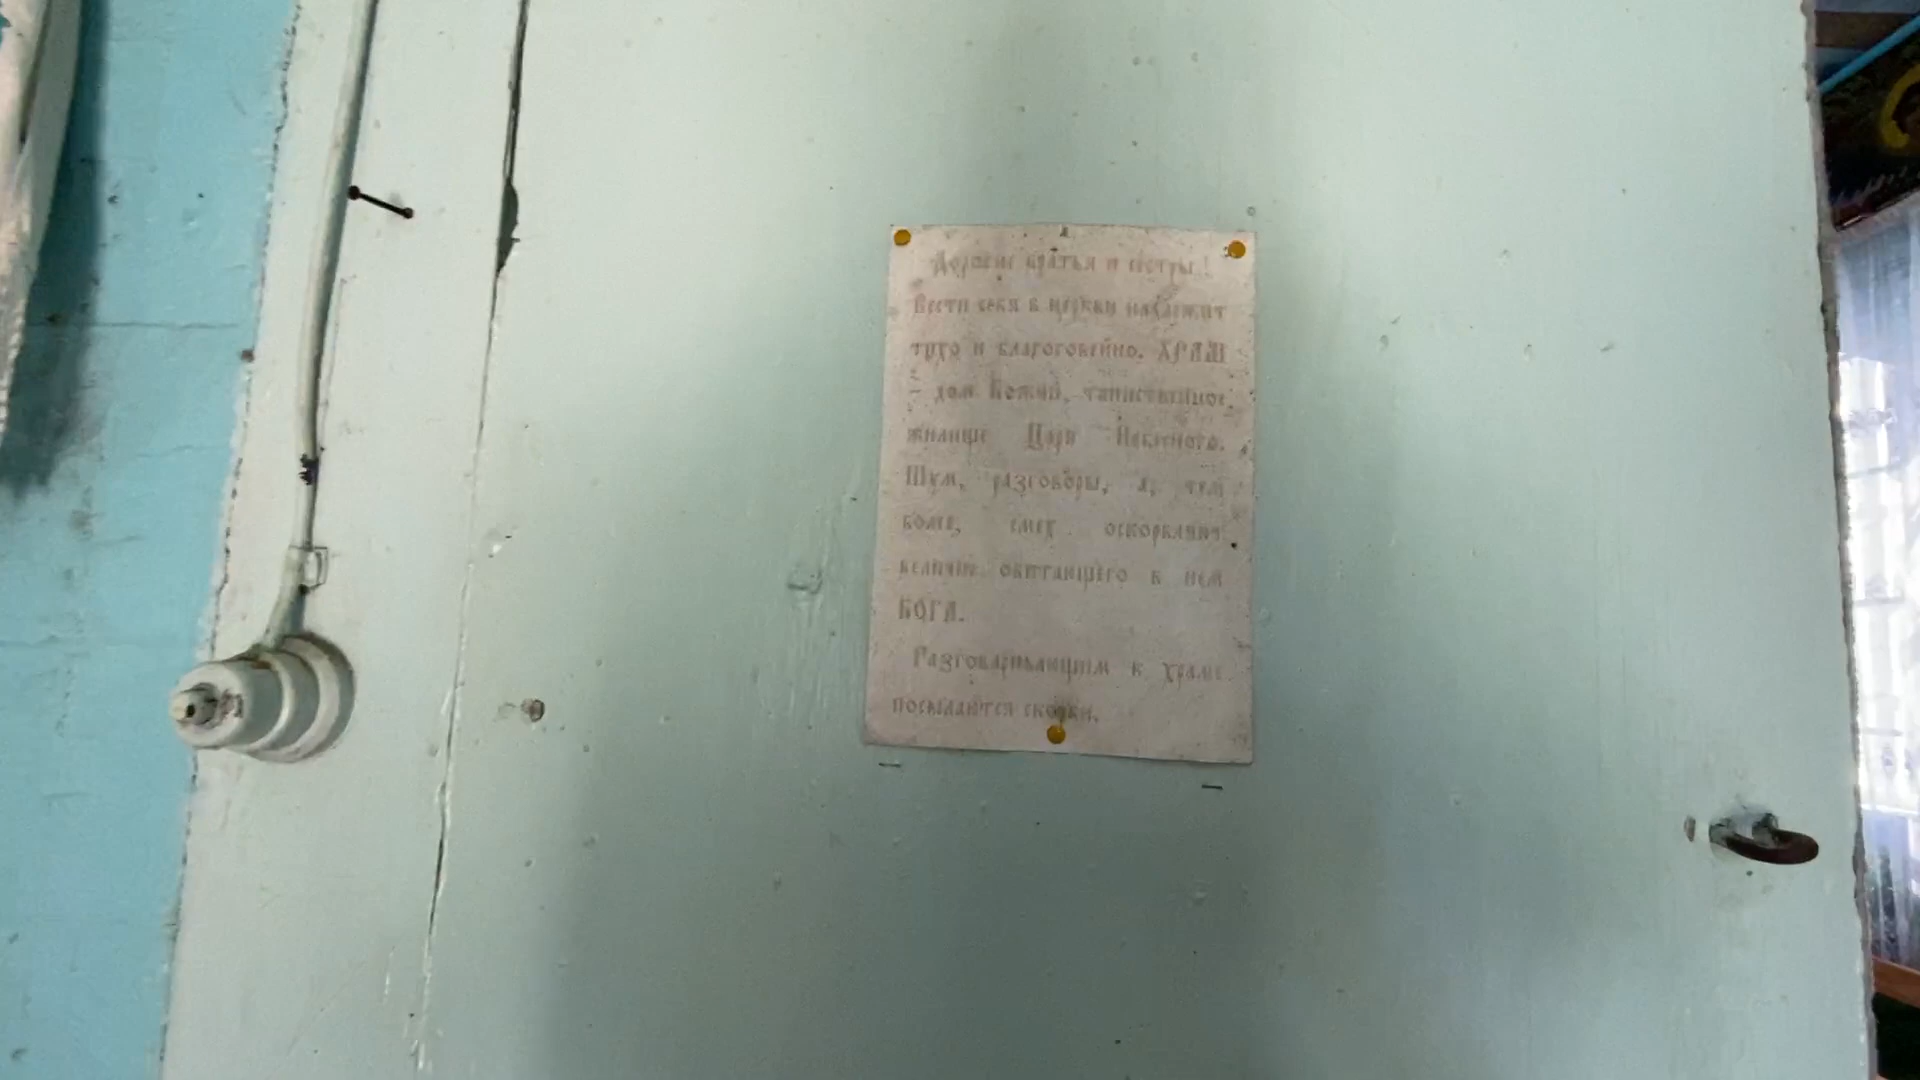 Дорогие братья и сестры!
Вести себя в церкви надлежит
тихо и благоговейно. ХРАМ
- дом Божий, таинственное
жилище Царя Небесного.
Шум, разговоры, а, тем
более, смех оскорбляют
величие обитающего в нем
БОГА.
Разговаривающим в храме
посылаются скорби.